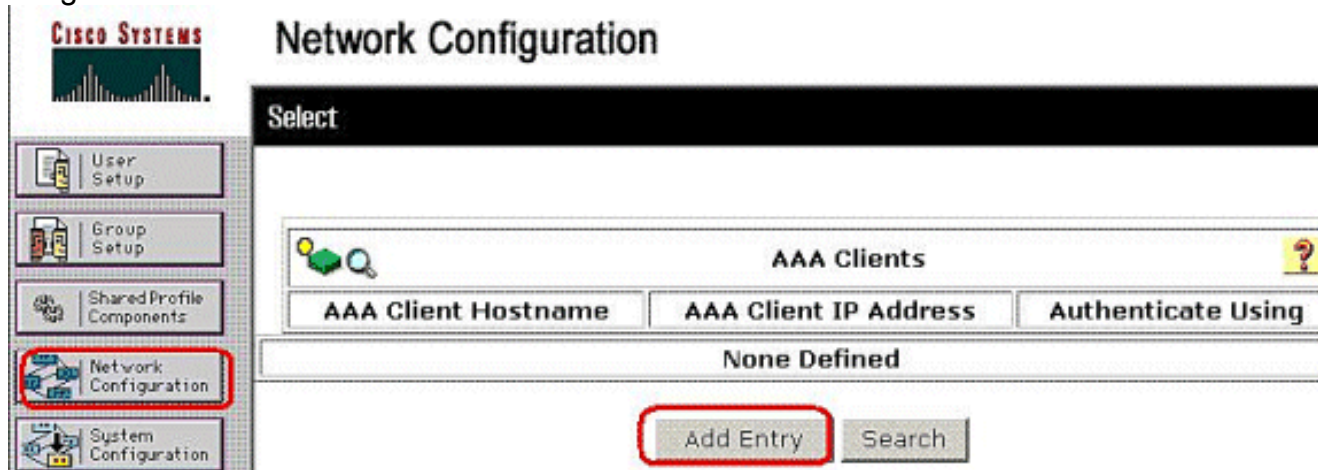 CISCO SYSTEMS
Network Configuration
Select
User
Setup
Group
Setup
Shared Profile
Components
Network
Configuration
System
Configuration
AAA Clients
?
AAA Client Hostname AAA Client IP Address Authenticate Using
None Defined
Add Entry Search